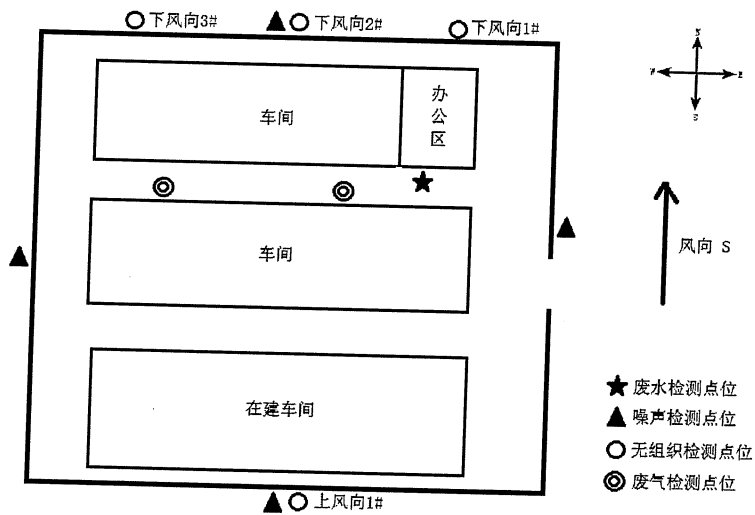 下风向3#
下风向2#
下风向1#
N
W
E
S
车间
办公区
车间
风向 S
在建车间
废水检测点位
噪声检测点位
无组织检测点位
废气检测点位
上风向1#